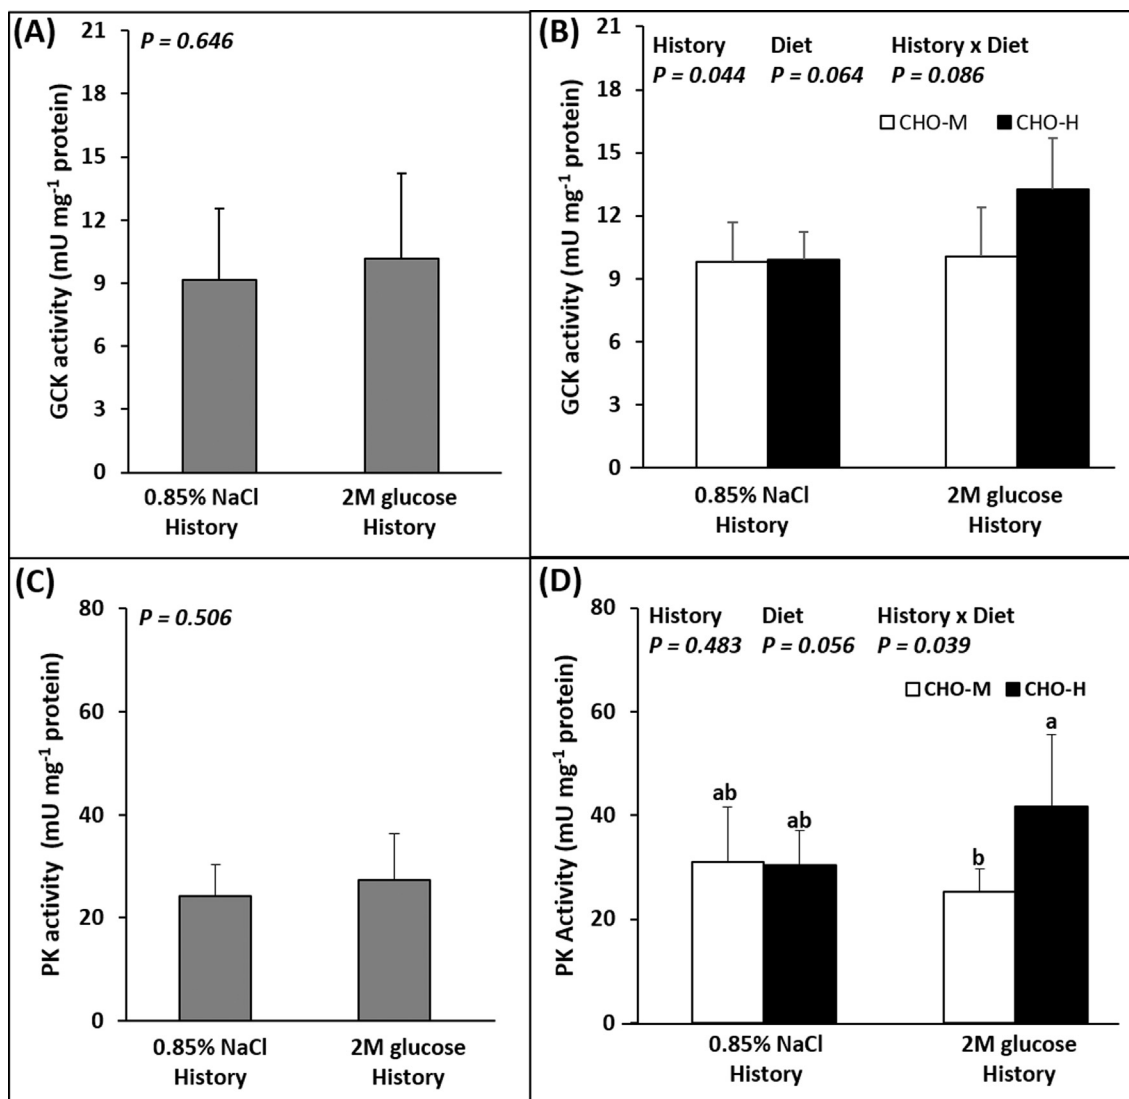 (A)
P = 0.646
GCK activity (mU mg-1 protein)
21
18
15
12
9
6
3
0
0.85% NaCl
History
2M glucose
History
(B)
History Diet History x Diet
P = 0.044 P = 0.064 P = 0.086
CHO-M CHO-H
GCK activity (mU mg-1 protein)
21
18
15
12
9
6
3
0
0.85% NaCl
History
2M glucose
History
(C)
P = 0.506
PK activity (mU mg-1 protein)
80
60
40
20
0
0.85% NaCl
History
2M glucose
History
(D)
History Diet History x Diet
P = 0.483 P = 0.056 P = 0.039
CHO-M CHO-H
PK Activity (mU mg-1 protein)
80
60
40
20
0
ab
ab
b
a
0.85% NaCl
History
2M glucose
History